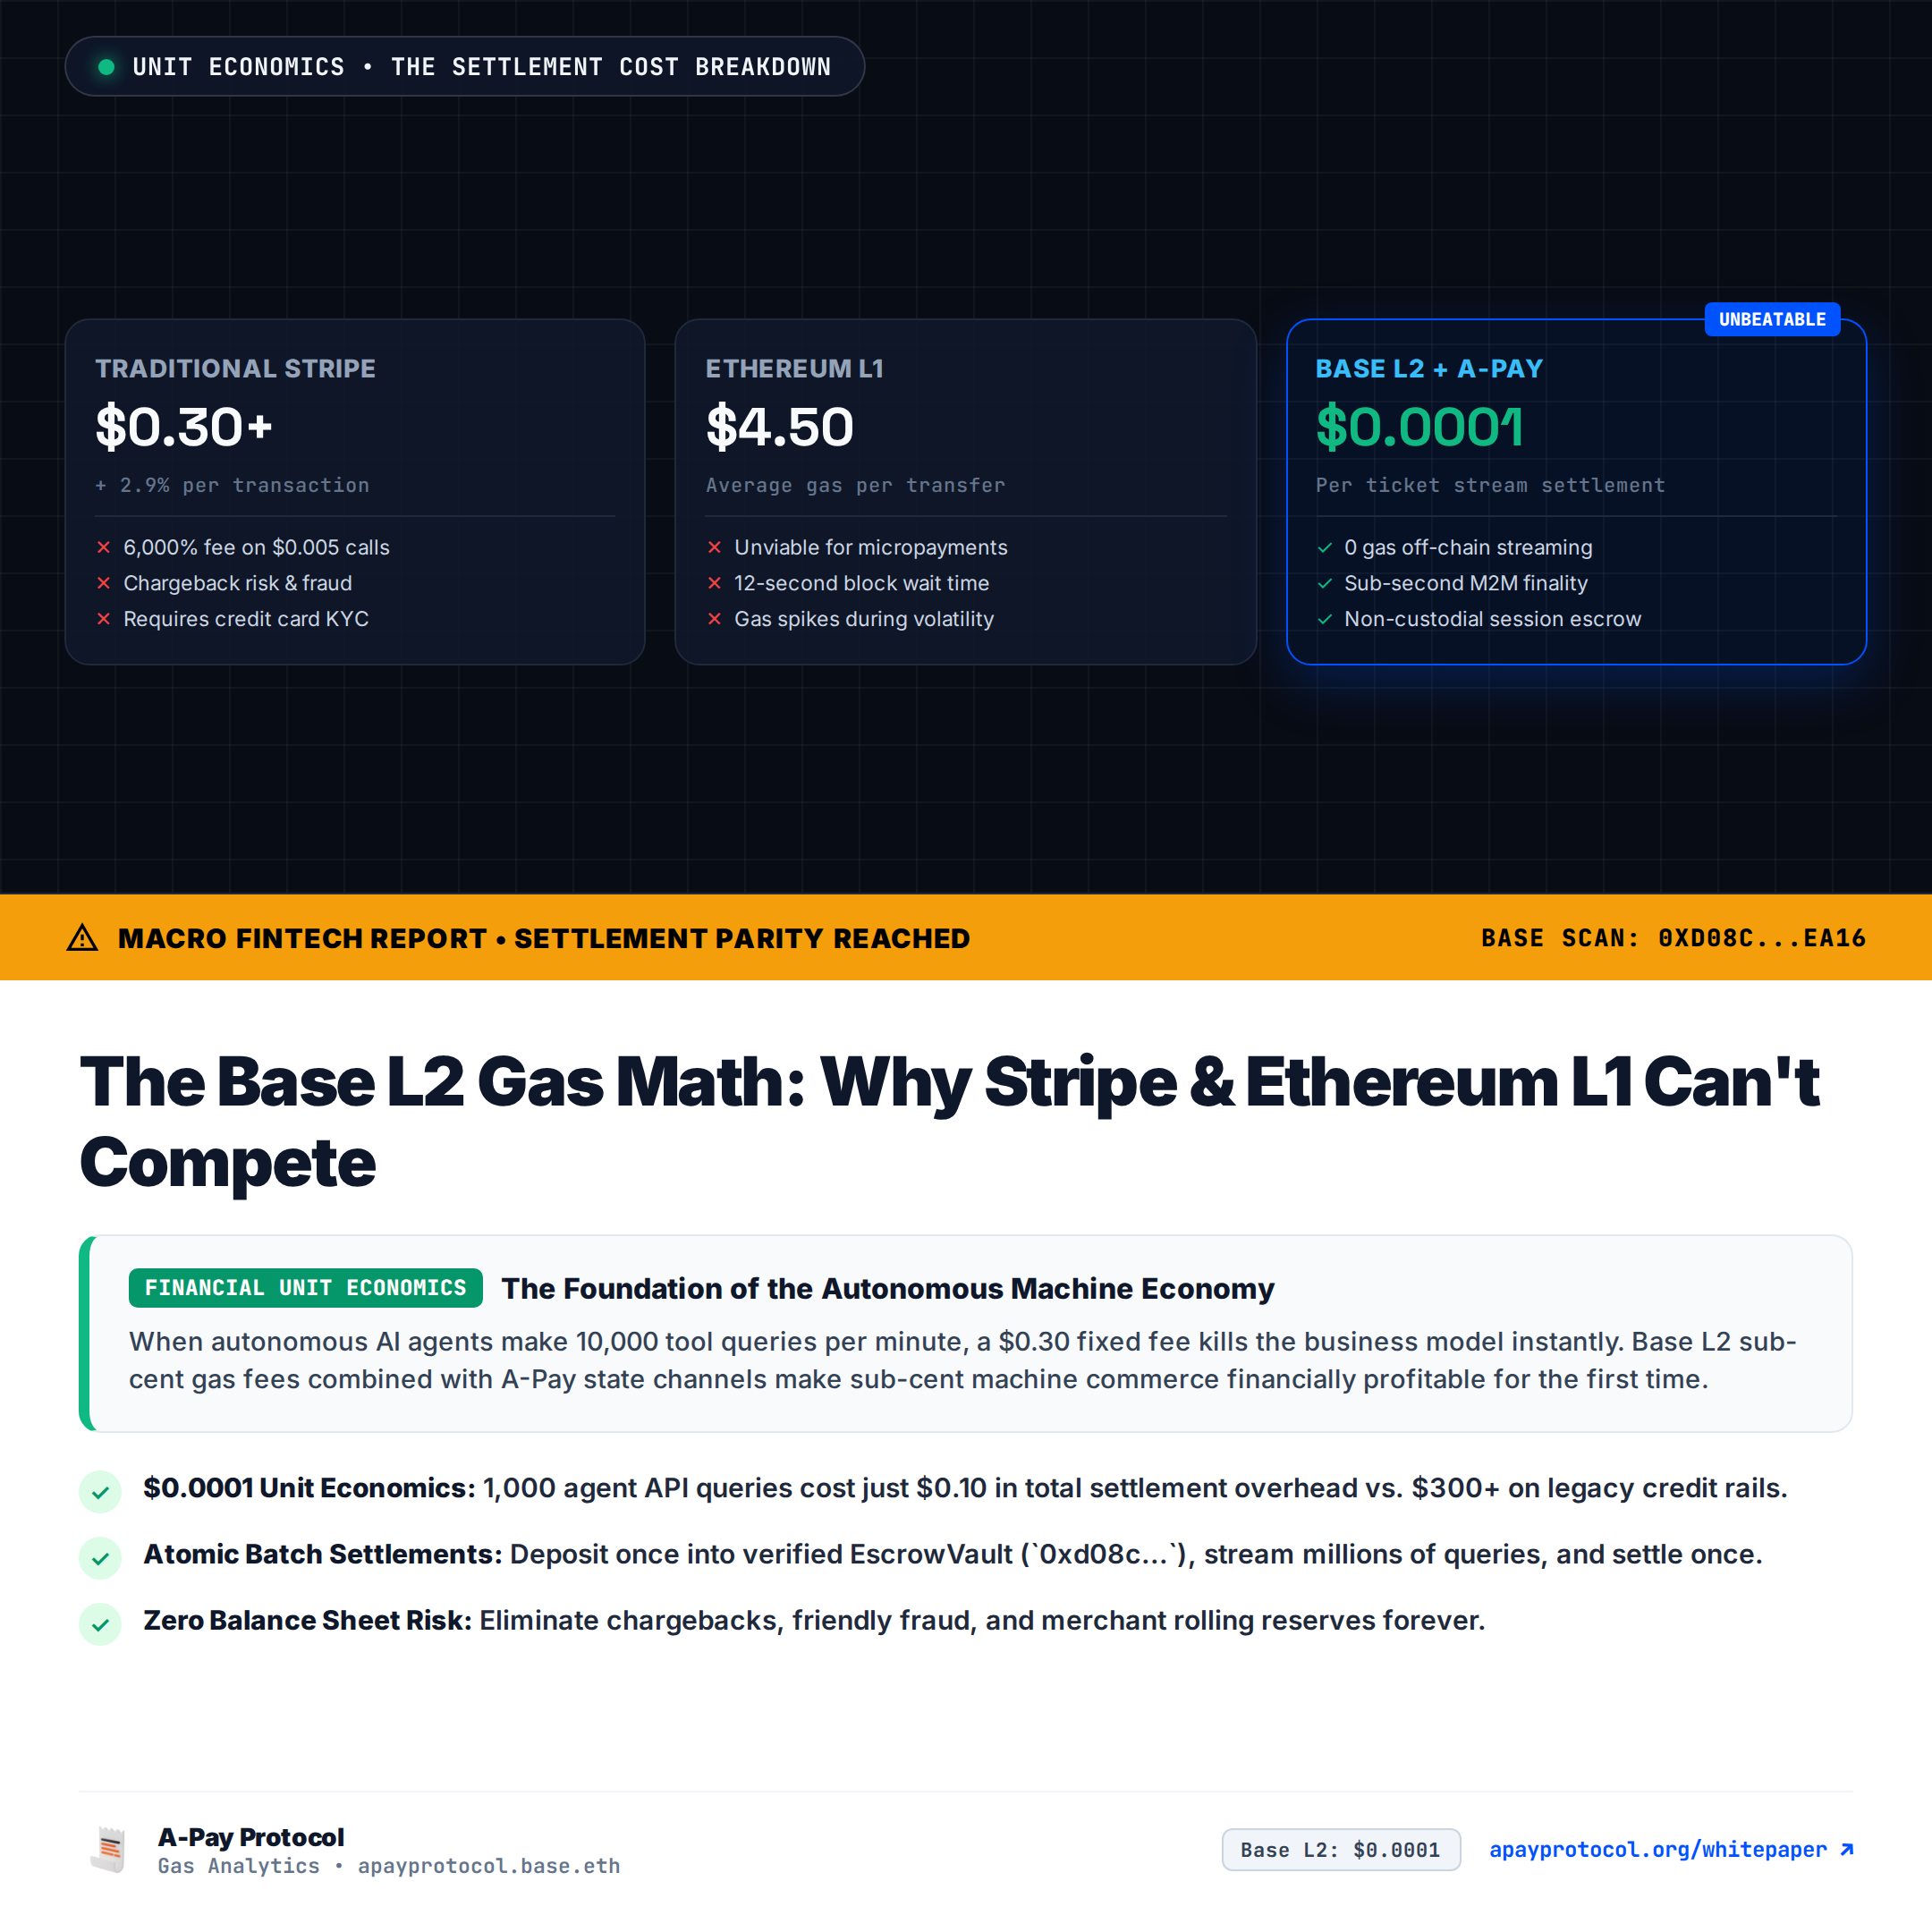 UNIT ECONOMICS • THE SETTLEMENT COST BREAKDOWN
TRADITIONAL STRIPE
$0.30+
+ 2.9% per transaction
✕ 6,000% fee on $0.005 calls
✕ Chargeback risk & fraud
✕ Requires credit card KYC
ETHEREUM L1
$4.50
Average gas per transfer
✕ Unviable for micropayments
✕ 12-second block wait time
✕ Gas spikes during volatility
UNBEATABLE
BASE L2 + A-PAY
$0.0001
Per ticket stream settlement
✓ 0 gas off-chain streaming
✓ Sub-second M2M finality
✓ Non-custodial session escrow
⚠ MACRO FINTECH REPORT • SETTLEMENT PARITY REACHED
BASE SCAN: 0XD08C...EA16
The Base L2 Gas Math: Why Stripe & Ethereum L1 Can't
Compete
FINANCIAL UNIT ECONOMICS The Foundation of the Autonomous Machine Economy
When autonomous AI agents make 10,000 tool queries per minute, a $0.30 fixed fee kills the business model instantly. Base L2 sub-
cent gas fees combined with A-Pay state channels make sub-cent machine commerce financially profitable for the first time.
✓ $0.0001 Unit Economics: 1,000 agent API queries cost just $0.10 in total settlement overhead vs. $300+ on legacy credit rails.
✓ Atomic Batch Settlements: Deposit once into verified EscrowVault (`0xd08c...`), stream millions of queries, and settle once.
✓ Zero Balance Sheet Risk: Eliminate chargebacks, friendly fraud, and merchant rolling reserves forever.
A-Pay Protocol
Gas Analytics • apayprotocol.base.eth
Base L2: $0.0001
apayprotocol.org/whitepaper ↗